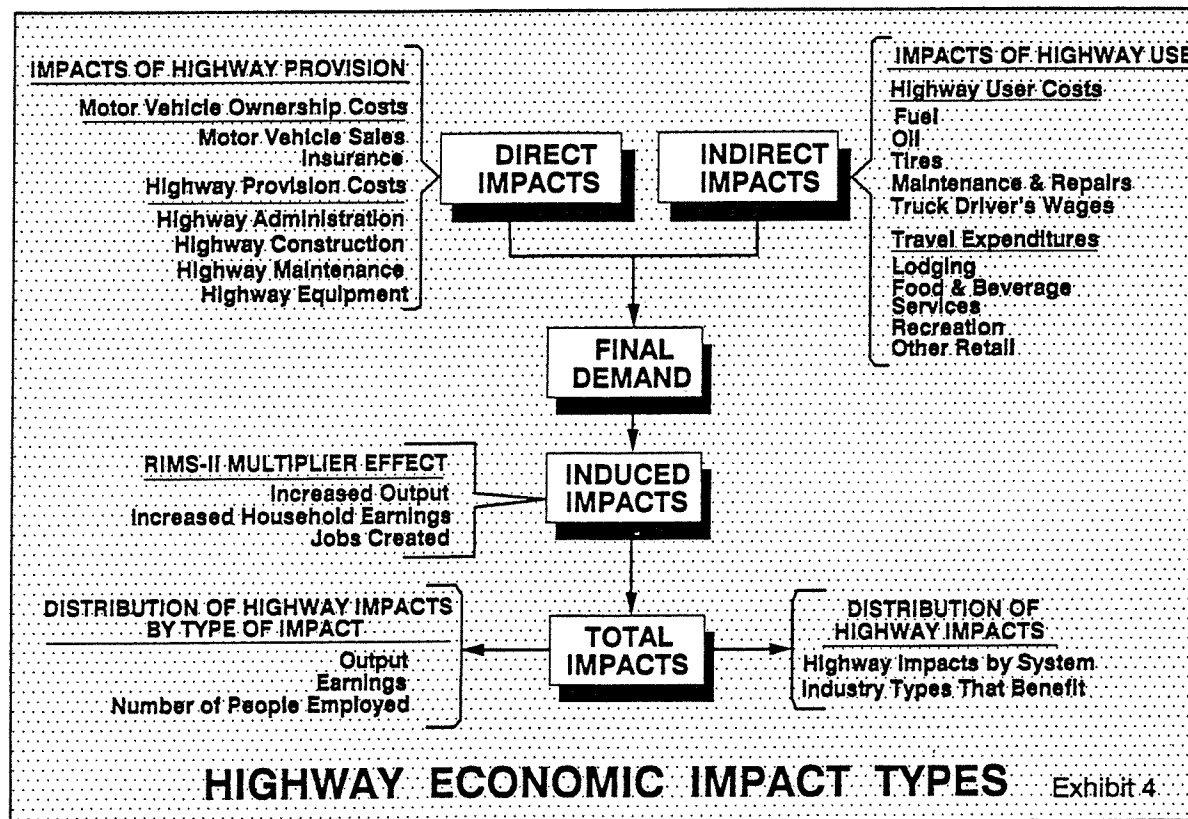 IMPACTS OF HIGHWAY PROVISION
Motor Vehicle Ownership Costs
Motor Vehicle Sales
Insurance
Highway Provision Costs
Highway Administration
Highway Construction
Highway Maintenance
Highway Equipment
DIRECT
IMPACTS
INDIRECT
IMPACTS
IMPACTS OF HIGHWAY USE
Highway User Costs
Fuel
Oil
Tires
Maintenance & Repairs
Truck Driver's Wages
Travel Expenditures
Lodging
Food & Beverage
Services
Recreation
Other Retail
FINAL
DEMAND
RIMS-II MULTIPLIER EFFECT
Increased Output
Increased Household Earnings
Jobs Created
INDUCED
IMPACTS
DISTRIBUTION OF HIGHWAY IMPACTS
BY TYPE OF IMPACT
Output
Earnings
Number of People Employed
TOTAL
IMPACTS
DISTRIBUTION OF
HIGHWAY IMPACTS
Highway Impacts by System
Industry Types That Benefit
HIGHWAY ECONOMIC IMPACT TYPES Exhibit 4